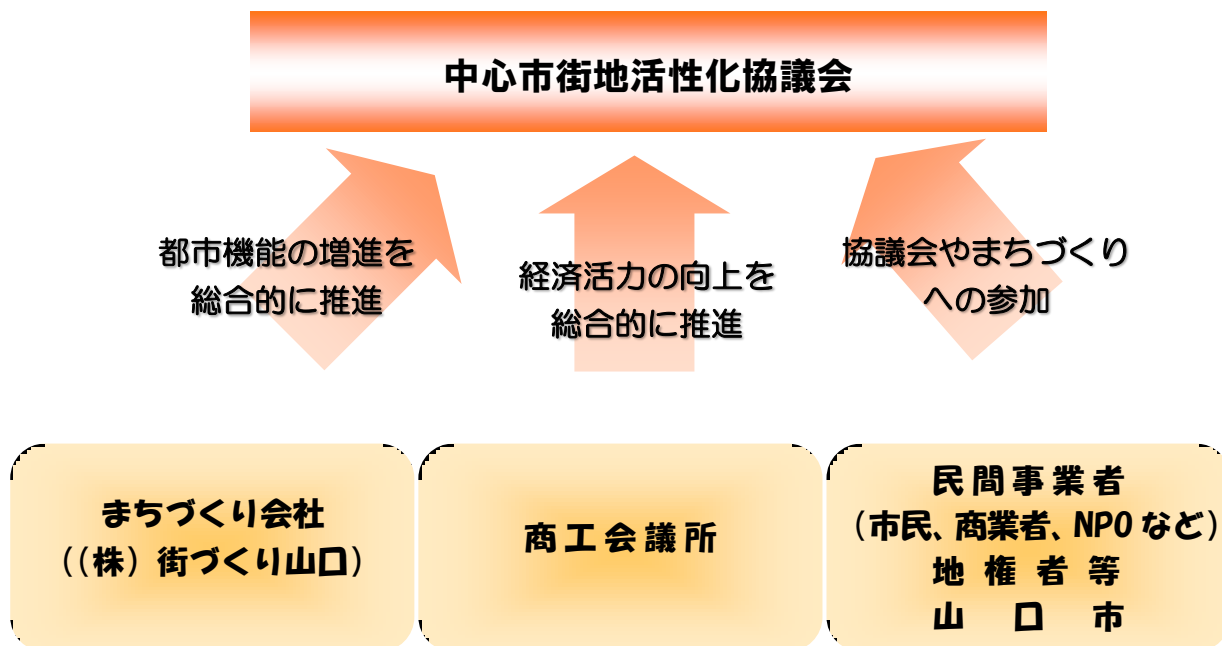 中心市街地活性化協議会
都市機能の増進を
総合的に推進
経済活力の向上を
総合的に推進
協議会やまちづくり
への参加
まちづくり会社
((株)街づくり山口)
商工会議所
民間事業者
(市民、商業者、NPOなど)
地権者等
山口市